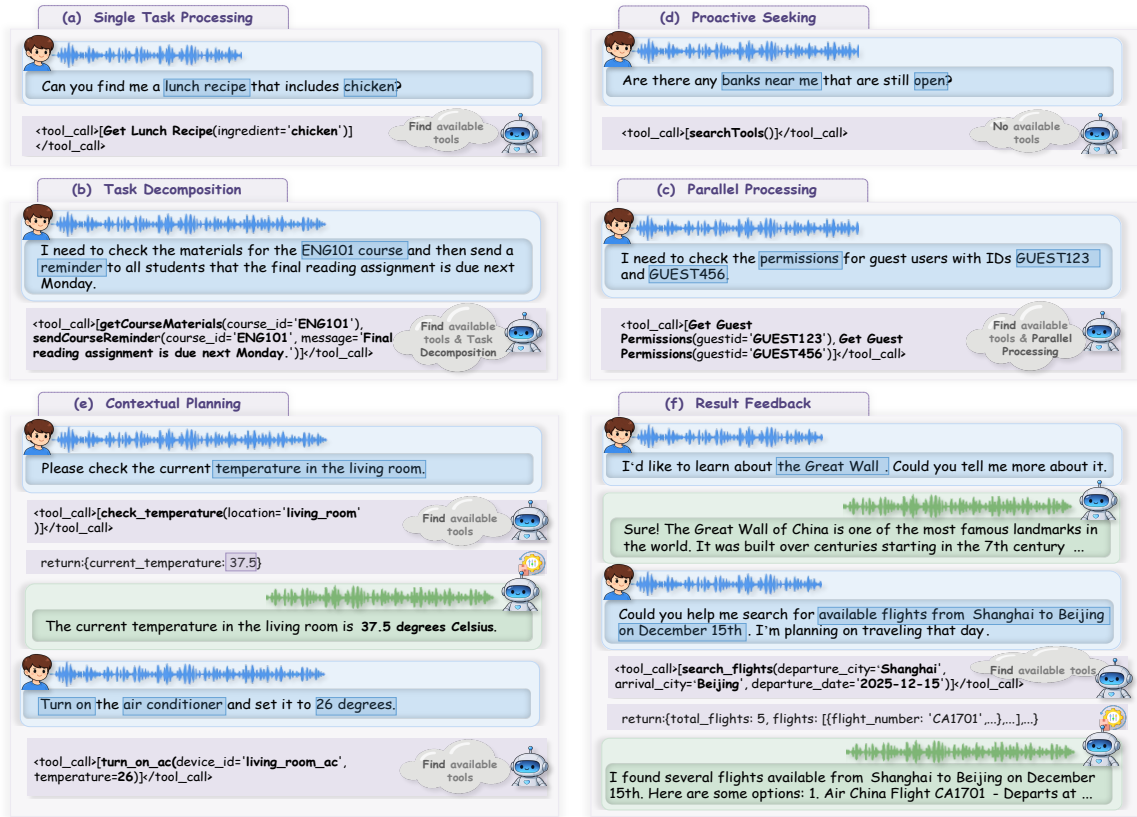 (a) Single Task Processing
Can you find me a lunch recipe that includes chicken?
<tool_call>[Get Lunch Recipe(ingredient='chicken')]
</tool_call>
Find available
tools
(d) Proactive Seeking
Are there any banks near me that are still open?
<tool_call>[searchTools()]</tool_call>
No available
tools
(b) Task Decomposition
I need to check the materials for the ENG101 course and then send a
reminder to all students that the final reading assignment is due next
Monday.
<tool_call>[getCourseMaterials(course_id='ENG101'),
sendCourseReminder(course_id='ENG101', message='Final
reading assignment is due next Monday.')]</tool_call>
Find available
tools & Task
Decomposition
(c) Parallel Processing
I need to check the permissions for guest users with IDs GUEST123
and GUEST456.
<tool_call>[Get Guest
Permissions(guestid='GUEST123'), Get Guest
Permissions(guestid='GUEST456')]</tool_call>
Find available
tools & Parallel
Processing
(e) Contextual Planning
Please check the current temperature in the living room.
<tool_call>[check_temperature(location='living_room'
)]</tool_call>
Find available
tools
return:{current_temperature: 37.5}
The current temperature in the living room is 37.5 degrees Celsius.
Turn on the air conditioner and set it to 26 degrees.
<tool_call>[turn_on_ac(device_id='living_room_ac',
temperature=26)]</tool_call>
Find available
tools
(f) Result Feedback
I'd like to learn about the Great Wall . Could you tell me more about it.
Sure! The Great Wall of China is one of the most famous landmarks in
the world. It was built over centuries starting in the 7th century ...
Could you help me search for available flights from Shanghai to Beijing
on December 15th . I'm planning on traveling that day.
<tool_call>[search_flights(departure_city='Shanghai',
arrival_city='Beijing', departure_date='2025-12-15')]</tool_call>
Find available tools
return:{total_flights: 5, flights: [{flight_number: 'CA1701',...},...],...}
I found several flights available from Shanghai to Beijing on December
15th. Here are some options: 1. Air China Flight CA1701 - Departs at ...